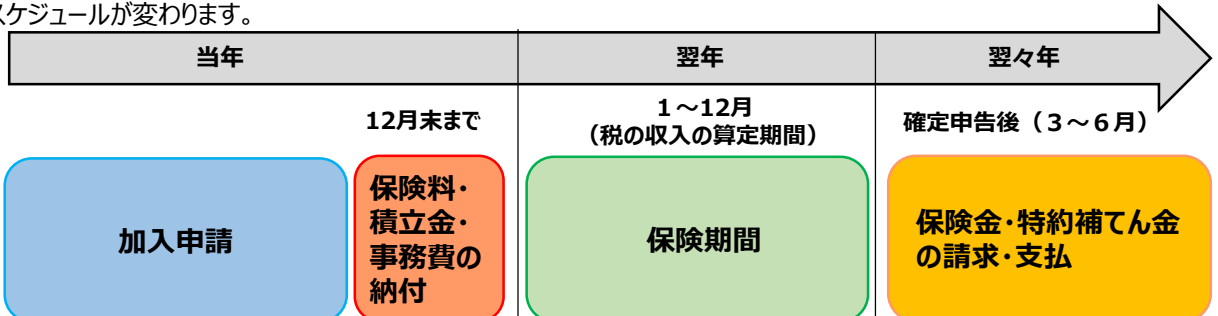 スケジュールが変わります。
当年
翌年
翌々年
12月末まで
１～12月
（税の収入の算定期間）
確定申告後（３～６月）
加入申請
保険料・
積立金・
事務費の
納付
保険期間
保険金・特約補てん金
の請求・支払